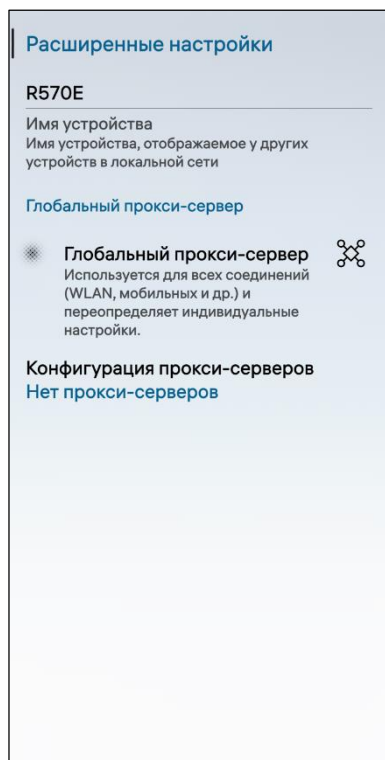 Расширенные настройки
R570E
Имя устройства
Имя устройства, отображаемое у других
устройств в локальной сети
Глобальный прокси-сервер
Глобальный прокси-сервер
Используется для всех соединений
(WLAN, мобильных и др.) и
переопределяет индивидуальные
настройки.
Конфигурация прокси-серверов
Нет прокси-серверов